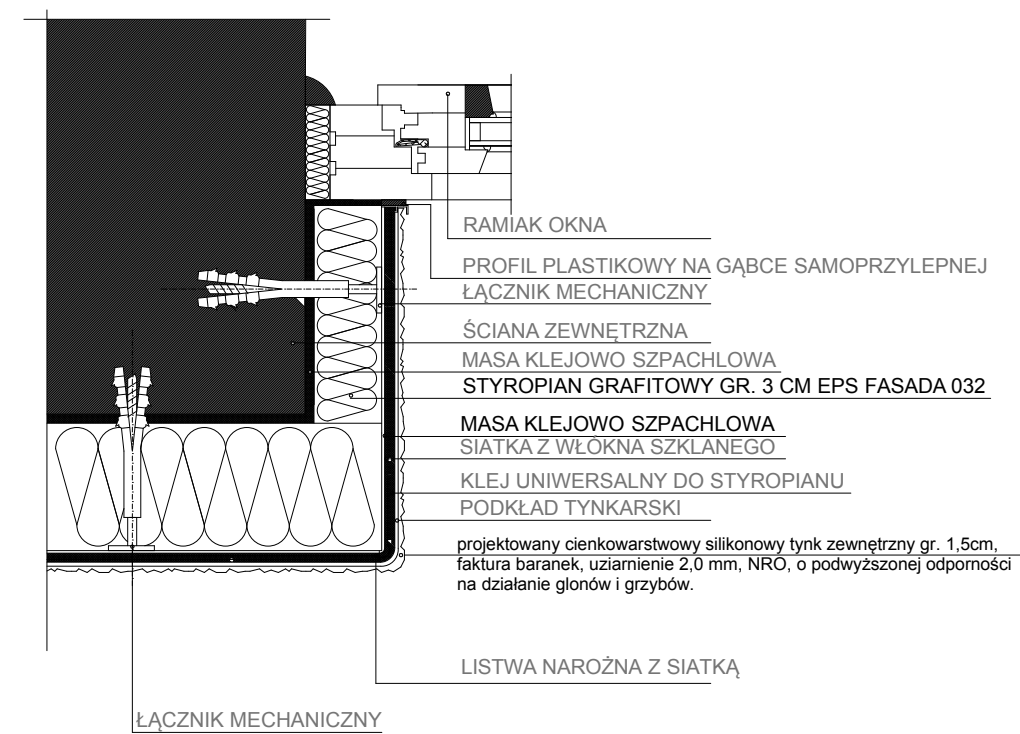 RAMIAK OKNA
PROFIL PLASTIKOWY NA GĄBCE SAMOPRZYLEPNEJ
ŁĄCZNIK MECHANICZNY
ŚCIANA ZEWNĘTRZNA
MASA KLEJOWO SZPACHLOWA
STYROPIAN GRAFITOWY GR. 3 CM EPS FASADA 032
MASA KLEJOWO SZPACHLOWA
SIATKA Z WŁÓKNA SZKLANEGO
KLEJ UNIWERSALNY DO STYROPIANU
PODKŁAD TYNKARSKI
projektowany cienkowarstwowy silikonowy tynk zewnętrzny gr. 1,5cm,
faktura baranek, uziarnienie 2,0 mm, NRO, o podwyższonej odporności
na działanie glonów i grzybów.
LISTWA NAROŻNA Z SIATKĄ
ŁĄCZNIK MECHANICZNY